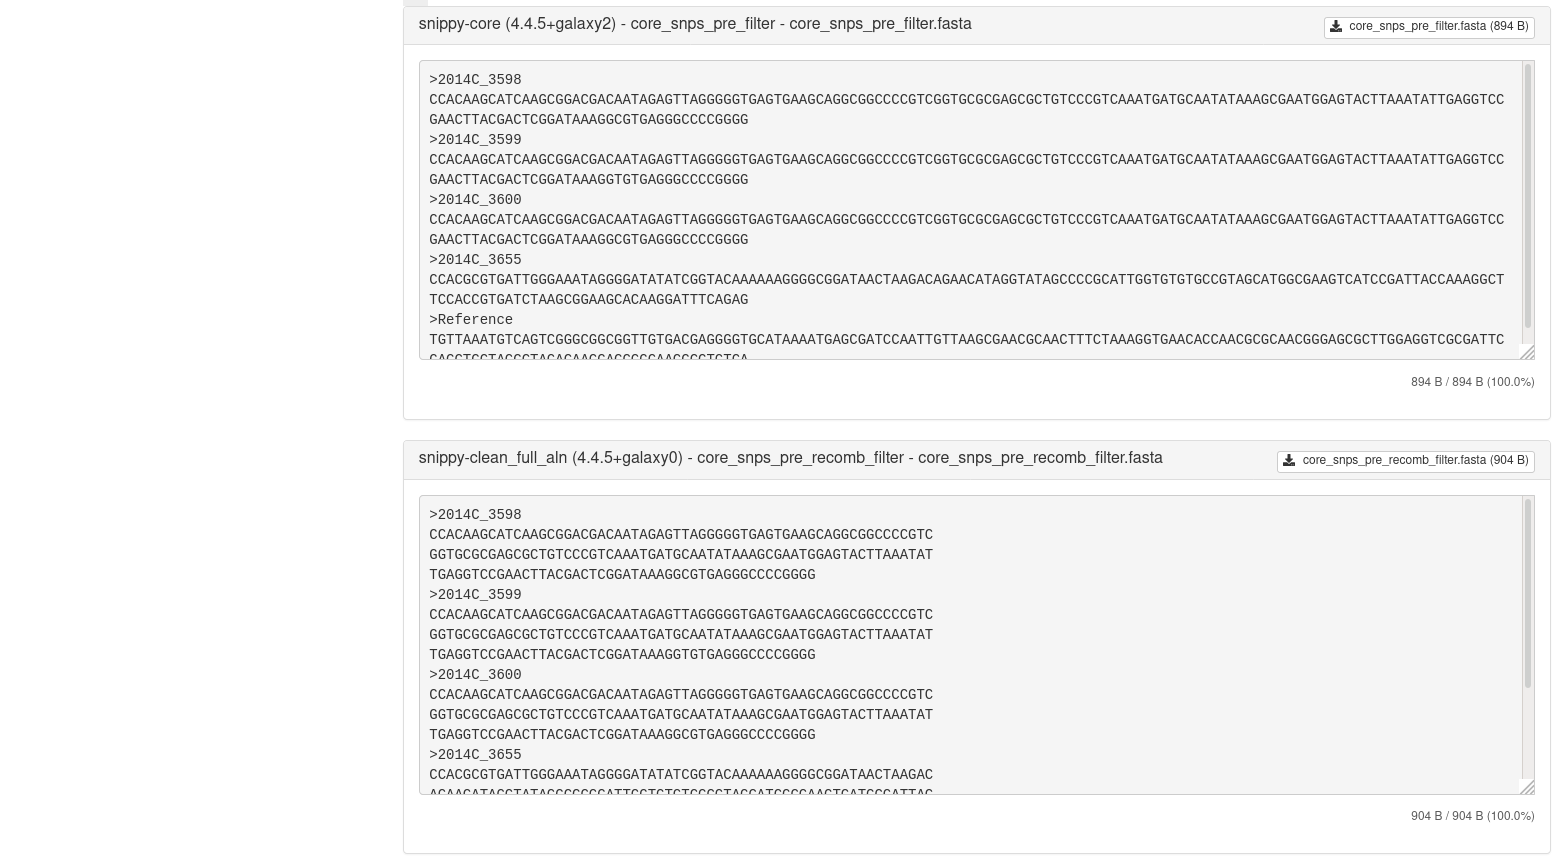 snippy-core (4.4.5+galaxy2) - core_snps_pre_filter - core_snps_pre_filter.fasta
core_snps_pre_filter.fasta (894 B)
>2014C_3598
CCACAAGCATCAAGCGGACGACAATAGAGTTAGGGGGTGAGTGAAGCAGGCGGCCCCGTCGGTGCGCGAGCGCTGTCCCGTCAAATGATGCAATATAAAGCGAATGGAGTACTTAAATATTGAGGTCC
GAACTTACGACTCGGATAAAGGCGTGAGGGCCCCGGGG
>2014C_3599
CCACAAGCATCAAGCGGACGACAATAGAGTTAGGGGGTGAGTGAAGCAGGCGGCCCCGTCGGTGCGCGAGCGCTGTCCCGTCAAATGATGCAATATAAAGCGAATGGAGTACTTAAATATTGAGGTCC
GAACTTACGACTCGGATAAAGGTGTGAGGGCCCCGGGG
>2014C_3600
CCACAAGCATCAAGCGGACGACAATAGAGTTAGGGGGTGAGTGAAGCAGGCGGCCCCGTCGGTGCGCGAGCGCTGTCCCGTCAAATGATGCAATATAAAGCGAATGGAGTACTTAAATATTGAGGTCC
GAACTTACGACTCGGATAAAGGCGTGAGGGCCCCGGGG
>2014C_3655
CCACGCGTGATTGGGAAATAGGGGATATATCGGTACAAAAAAGGGGCGGATAACTAAGACAGAACATAGGTATAGCCCCGCATTGGTGTGTGCCGTAGCATGGCGAAGTCATCCGATTACCAAAGGCT
TCCACCGTGATCTAAGCGGAAGCACAAGGATTTCAGAG
>Reference
TGTTAAATGTCAGTCGGGCGGCGGTTGTGACGAGGGGTGCATAAAATGAGCGATCCAATTGTTAAGCGAACGCAACTTTCTAAAGGTGAACACCAACGCGCAACGGGAGCGCTTGGAGGTCGCGATTC
894 B / 894 B (100.0%)
snippy-clean_full_aln (4.4.5+galaxy0) - core_snps_pre_recomb_filter - core_snps_pre_recomb_filter.fasta
core_snps_pre_recomb_filter.fasta (904 B)
>2014C_3598
CCACAAGCATCAAGCGGACGACAATAGAGTTAGGGGGTGAGTGAAGCAGGCGGCCCCGTC
GGTGCGCGAGCGCTGTCCCGTCAAATGATGCAATATAAAGCGAATGGAGTACTTAAATAT
TGAGGTCCGAACTTACGACTCGGATAAAGGCGTGAGGGCCCCGGGG
>2014C_3599
CCACAAGCATCAAGCGGACGACAATAGAGTTAGGGGGTGAGTGAAGCAGGCGGCCCCGTC
GGTGCGCGAGCGCTGTCCCGTCAAATGATGCAATATAAAGCGAATGGAGTACTTAAATAT
TGAGGTCCGAACTTACGACTCGGATAAAGGTGTGAGGGCCCCGGGG
>2014C_3600
CCACAAGCATCAAGCGGACGACAATAGAGTTAGGGGGTGAGTGAAGCAGGCGGCCCCGTC
GGTGCGCGAGCGCTGTCCCGTCAAATGATGCAATATAAAGCGAATGGAGTACTTAAATAT
TGAGGTCCGAACTTACGACTCGGATAAAGGCGTGAGGGCCCCGGGG
>2014C_3655
CCACGCGTGATTGGGAAATAGGGGATATATCGGTACAAAAAAGGGGCGGATAACTAAGAC
904 B / 904 B (100.0%)